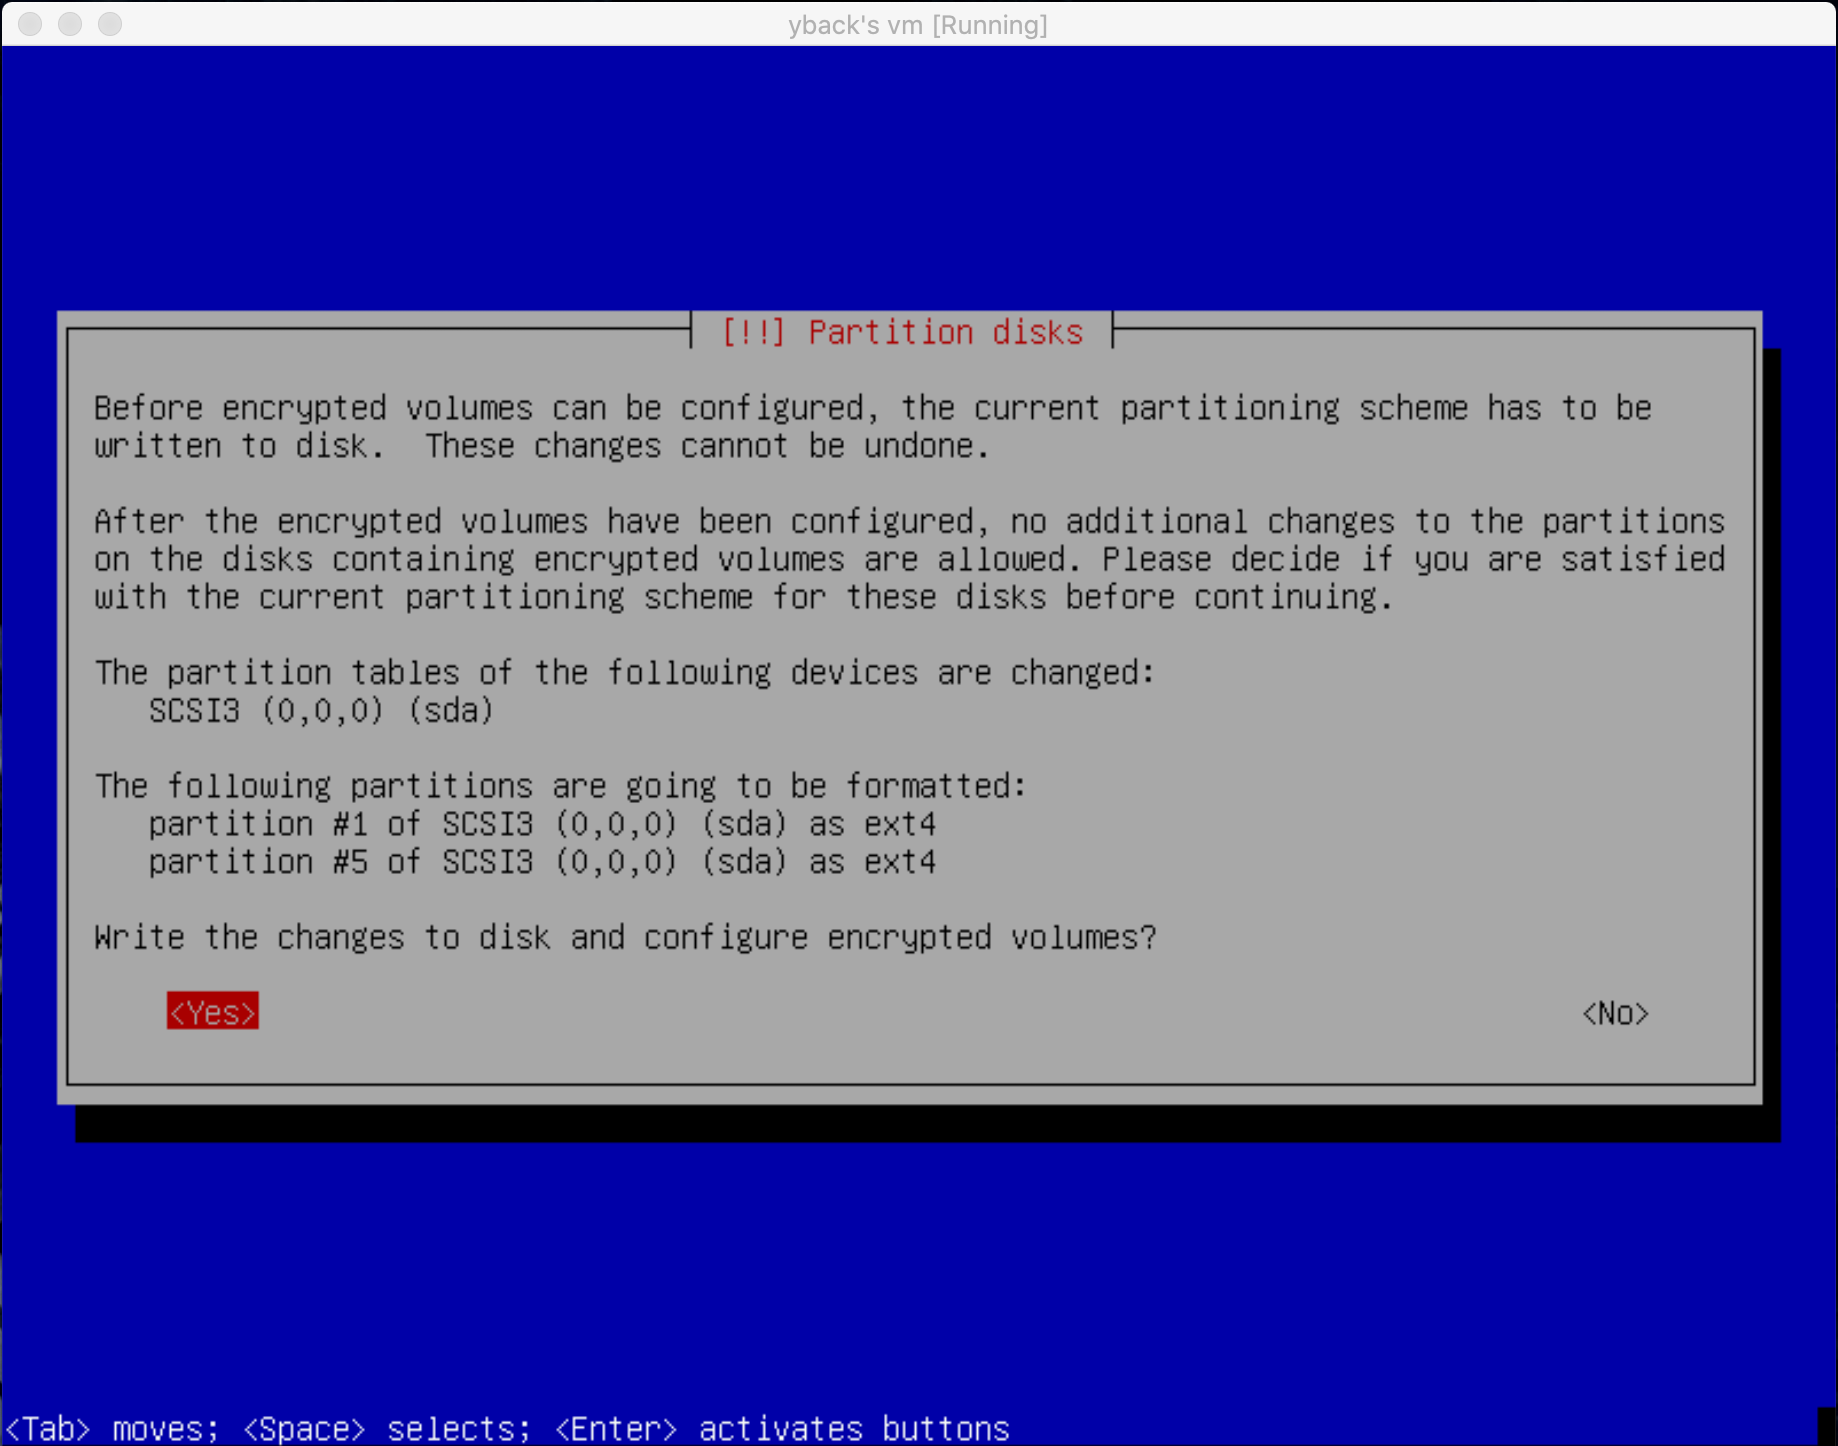 yback's vm [Running]
[!!] Partition disks
Before encrypted volumes can be configured, the current partitioning scheme has to be
written to disk.  These changes cannot be undone.
After the encrypted volumes have been configured, no additional changes to the partitions
on the disks containing encrypted volumes are allowed. Please decide if you are satisfied
with the current partitioning scheme for these disks before continuing.
The partition tables of the following devices are changed:
SCSI3 (0,0,0) (sda)
The following partitions are going to be formatted:
partition #1 of SCSI3 (0,0,0) (sda) as ext4
partition #5 of SCSI3 (0,0,0) (sda) as ext4
Write the changes to disk and configure encrypted volumes?
<Yes> <No>
<Tab> moves; <Space> selects; <Enter> activates buttons